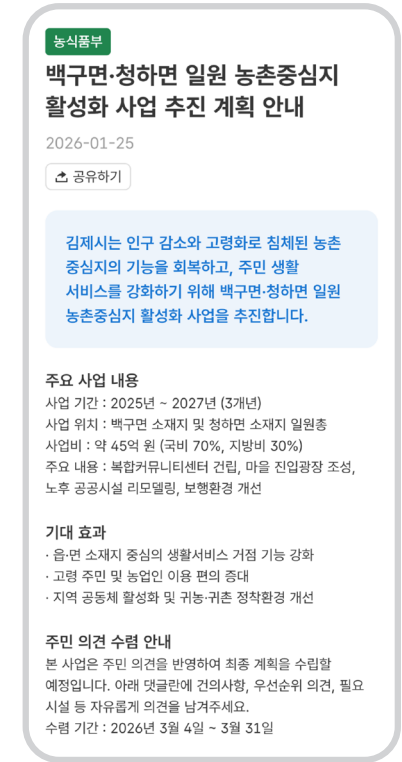 농식품부
백구면·청하면 일원 농촌중심지
활성화 사업 추진 계획 안내
2026-01-25
공유하기
김제시는 인구 감소와 고령화로 침체된 농촌
중심지의 기능을 회복하고, 주민 생활
서비스를 강화하기 위해 백구면·청하면 일원
농촌중심지 활성화 사업을 추진합니다.
주요 사업 내용
사업 기간 : 2025년 ~ 2027년 (3개년)
사업 위치 : 백구면 소재지 및 청하면 소재지 일원총
사업비 : 약 45억 원 (국비 70%, 지방비 30%)
주요 내용 : 복합커뮤니티센터 건립, 마을 진입광장 조성,
노후 공공시설 리모델링, 보행환경 개선
기대 효과
· 읍·면 소재지 중심의 생활서비스 거점 기능 강화
· 고령 주민 및 농업인 이용 편의 증대
· 지역 공동체 활성화 및 귀농·귀촌 정착환경 개선
주민 의견 수렴 안내
본 사업은 주민 의견을 반영하여 최종 계획을 수립할
예정입니다. 아래 댓글란에 건의사항, 우선순위 의견, 필요
시설 등 자유롭게 의견을 남겨주세요.
수렴 기간 : 2026년 3월 4일 ~ 3월 31일